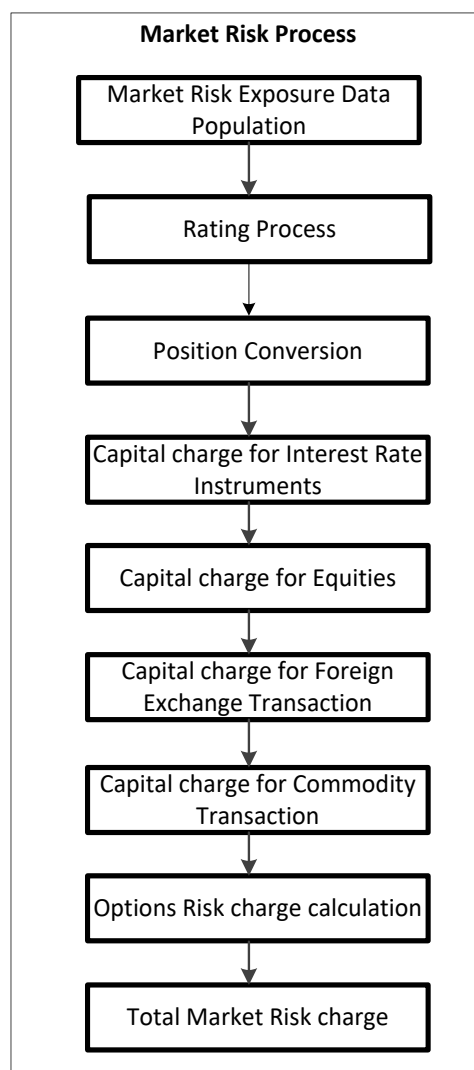 Market Risk Process
Market Risk Exposure Data
Population
Rating Process
Position Conversion
Capital charge for Interest Rate
Instruments
Capital charge for Equities
Capital charge for Foreign
Exchange Transaction
Capital charge for Commodity
Transaction
Options Risk charge calculation
Total Market Risk charge